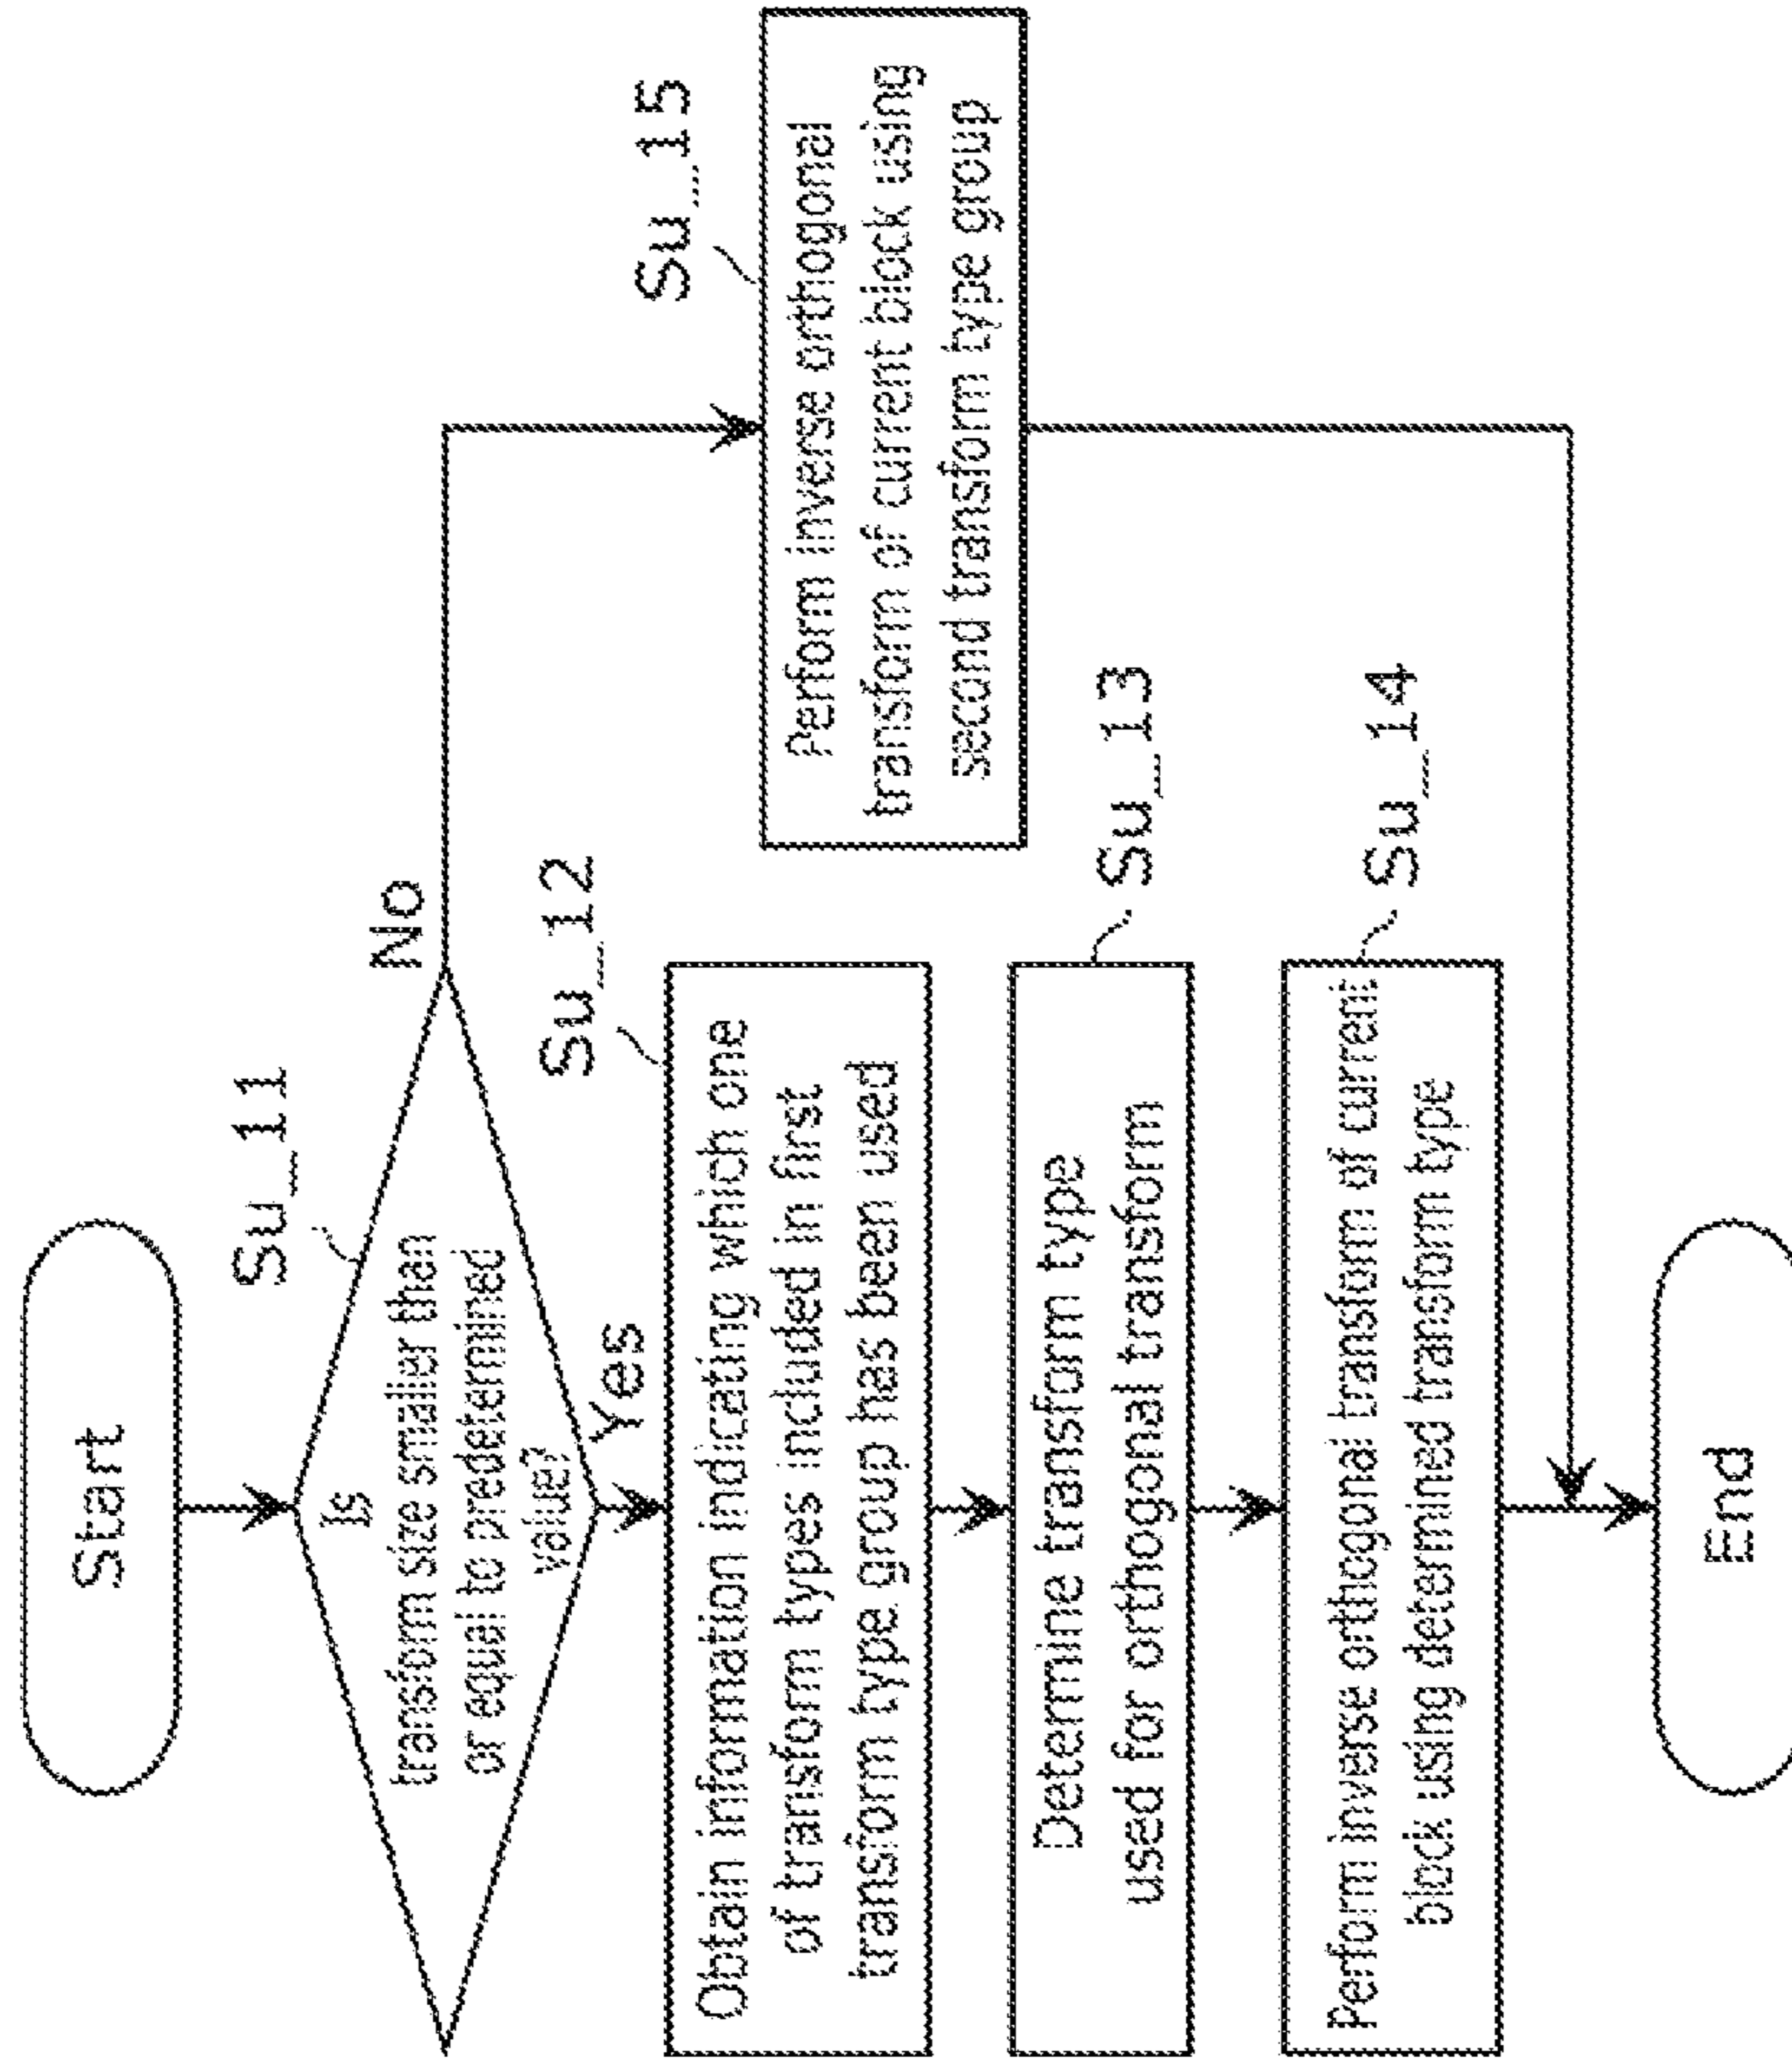 Start
Su_11
Is
transform size smaller than
or equal to predetermined
value?
No
Yes
Su_12
Obtain information indicating which one
of transform types included in first
transform type group has been used
Su_15
Perform inverse orthogonal
transform of current block using
second transform type group
Su_13
Determine transform type
used for orthogonal transform
Su_14
Perform inverse orthogonal transform of current
block using determined transform type
End